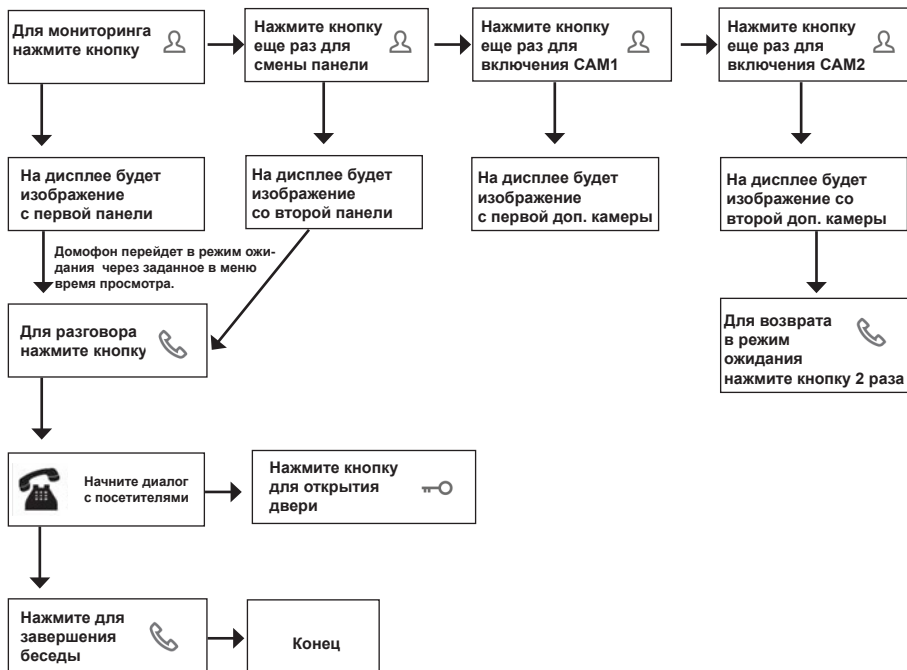 Для мониторинга
нажмите кнопку
Нажмите кнопку
еще раз для
смены панели
Нажмите кнопку
еще раз для
включения CAM1
Нажмите кнопку
еще раз для
включения CAM2
На дисплее будет
изображение
с первой панели
На дисплее будет
изображение
со второй панели
На дисплее будет
изображение
с первой доп. камеры
На дисплее будет
изображение со
второй доп. камеры
Домофон перейдет в режим ожи-
дания через заданное в меню
время просмотра.
Для разговора
нажмите кнопку
Для возврата
в режим
ожидания
нажмите кнопку 2 раза
Начните диалог
с посетителями
Нажмите кнопку
для открытия
двери
Нажмите для
завершения
беседы
Конец